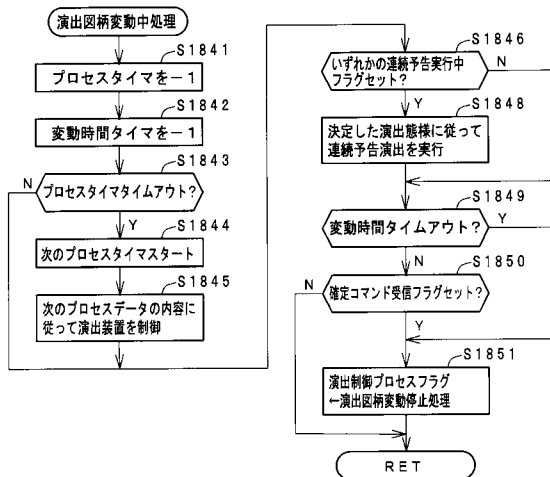 演出図柄変動中処理
S1841
プロセスタイマを－１
S1842
変動時間タイマを－１
S1843
プロセスタイマタイムアウト？
N
Y
S1844
次のプロセスタイマスタート
S1845
次のプロセスデータの内容
に従って演出装置を制御
S1846
いずれかの連続予告実行中
フラグセット？
N
Y
S1848
決定した演出態様に従って
連続予告演出を実行
S1849
変動時間タイムアウト？
Y
N
S1850
確定コマンド受信フラグセット？
N
Y
S1851
演出制御プロセスフラグ
←演出図柄変動停止処理
RET